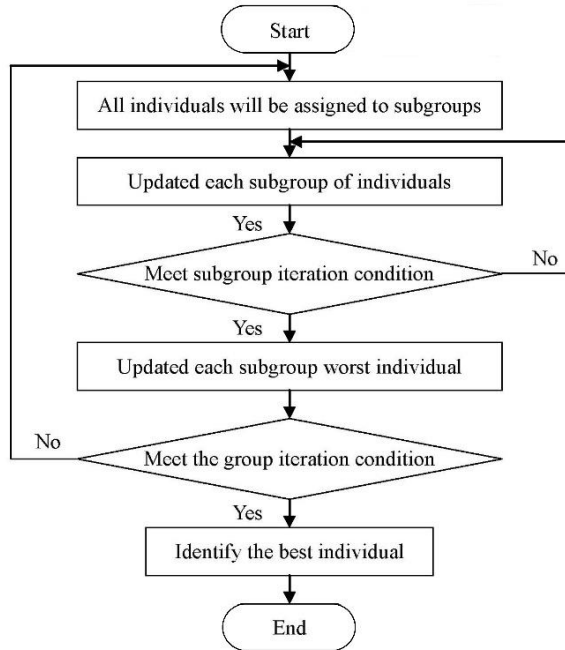 Start
All individuals will be assigned to subgroups
Updated each subgroup of individuals
Yes
Meet subgroup iteration condition
No
Yes
Updated each subgroup worst individual
No
Meet the group iteration condition
Yes
Identify the best individual
End